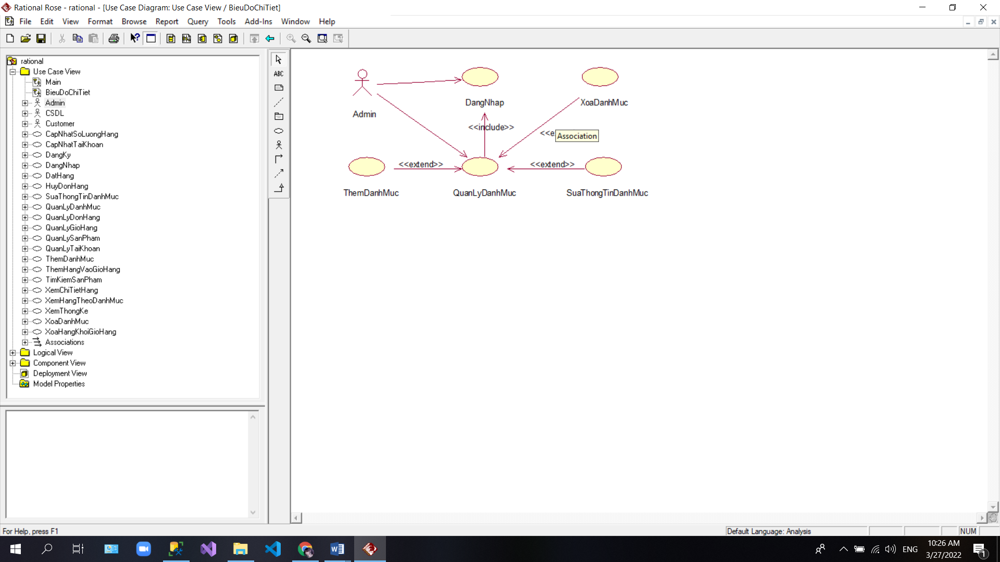 Rational Rose - rational - [Use Case Diagram: Use Case View / BieuDoChiTiet]
File Edit View Format Browse Report Query Tools Add-Ins Window Help
ABC
rational
Use Case View
Main
BieuDoChiTiet
Admin
CSDL
Customer
CapNhatSoLuongHang
CapNhatTaiKhoan
DangKy
DangNhap
DatHang
HuyDonHang
SuaThongTinDanhMuc
QuanLyDanhMuc
QuanLyDonHang
QuanLyGioHang
QuanLySanPham
QuanLyTaiKhoan
ThemDanhMuc
ThemHangVaoGioHang
TimKiemSanPham
XemChiTietHang
XemHangTheoDanhMuc
XemThongKe
XoaDanhMuc
XoaHangKhoiGioHang
Associations
Logical View
Component View
Deployment View
Model Properties
DangNhap
XoaDanhMuc
Admin
<<include>>
<<e
Association
<<extend>>
<<extend>>
ThemDanhMuc
QuanLyDanhMuc
SuaThongTinDanhMuc
For Help, press F1
Default Language: Analysis
NUM
ENG
10:26 AM
3/27/2022
1